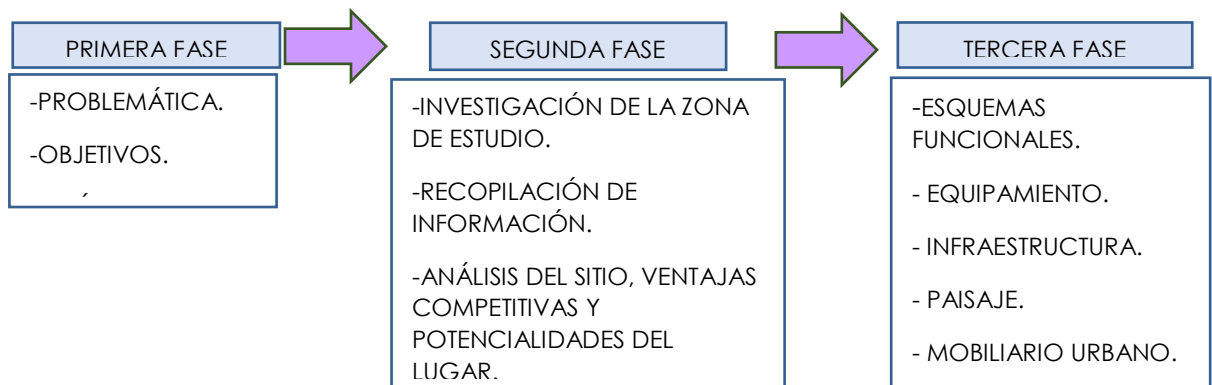 PRIMERA FASE
-PROBLEMÁTICA.
-OBJETIVOS.
SEGUNDA FASE
-INVESTIGACIÓN DE LA ZONA
DE ESTUDIO.
-RECOPILACIÓN DE
INFORMACIÓN.
-ANÁLISIS DEL SITIO, VENTAJAS
COMPETITIVAS Y
POTENCIALIDADES DEL
LUGAR.
TERCERA FASE
-ESQUEMAS
FUNCIONALES.
- EQUIPAMIENTO.
- INFRAESTRUCTURA.
- PAISAJE.
- MOBILIARIO URBANO.